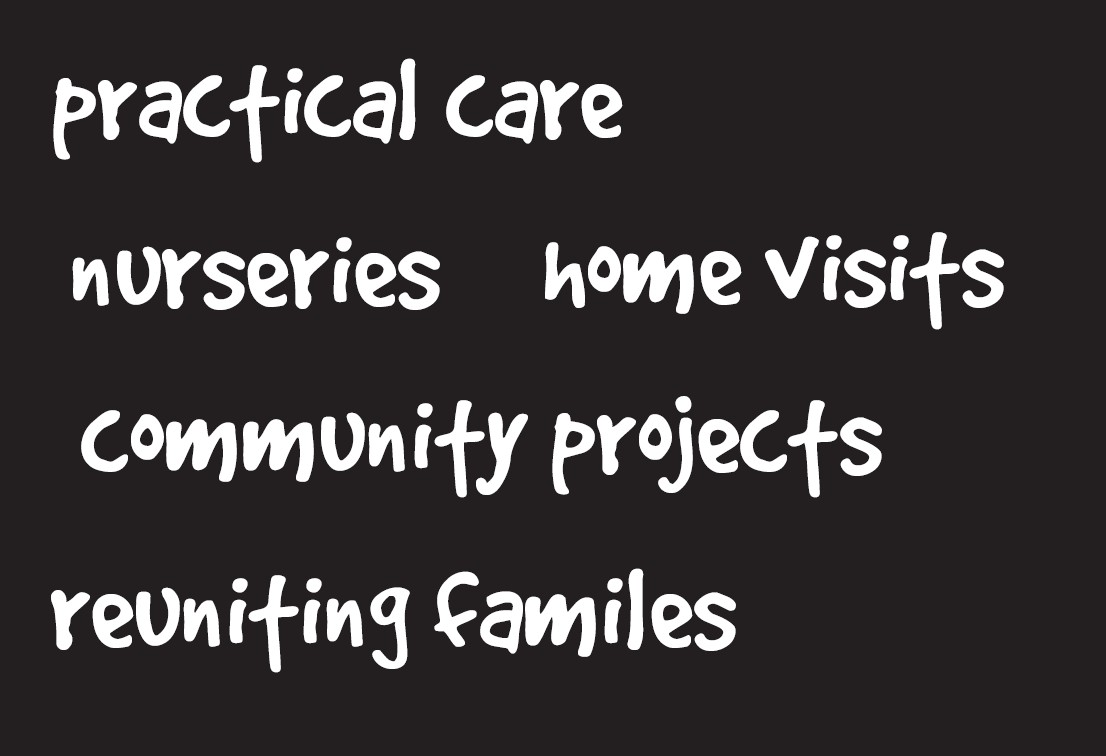 practical care
nurseries home visits
community projects
reuniting familes